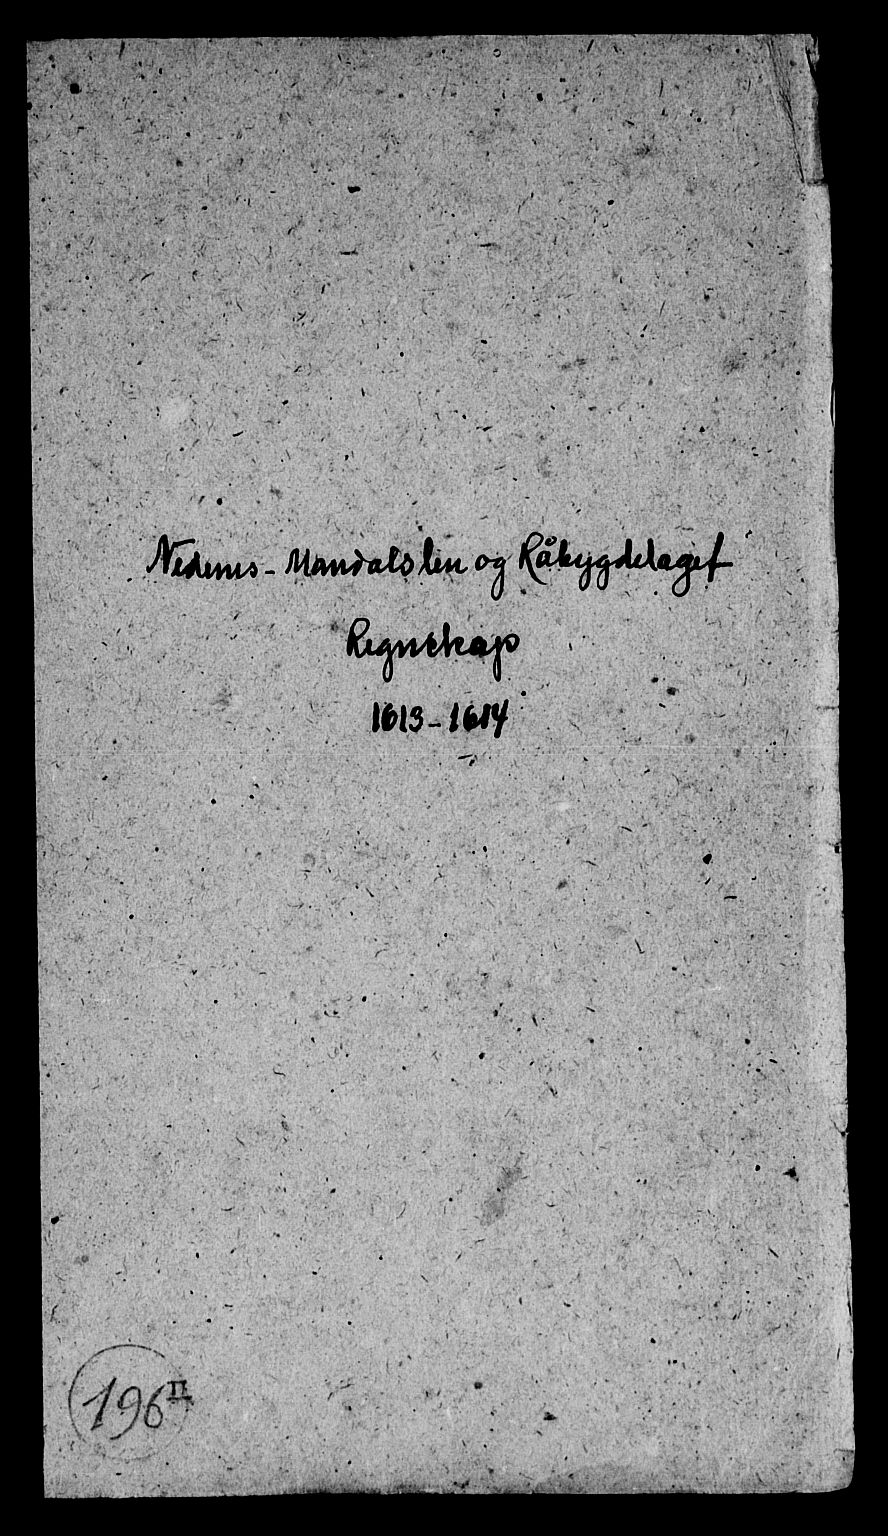 Nedenes - Mandals len og Råbygdelaget
Regnskap
1613-1614
196 II